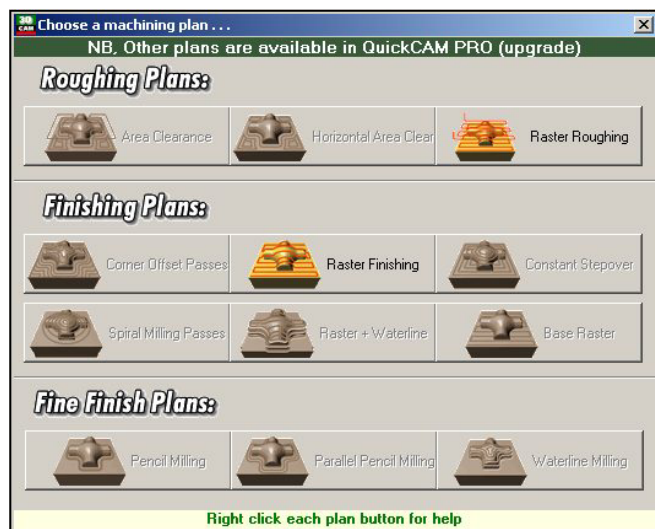 3D
CAM
Choose a machining plan . . .
NB, Other plans are available in QuickCAM PRO (upgrade)
Roughing Plans:
Area Clearance
Horizontal Area Clear
Raster Roughing
Finishing Plans:
Corner Offset Passes
Raster Finishing
Constant Stepover
Spiral Milling Passes
Raster + Waterline
Base Raster
Fine Finish Plans:
Pencil Milling
Parallel Pencil Milling
Waterline Milling
Right click each plan button for help